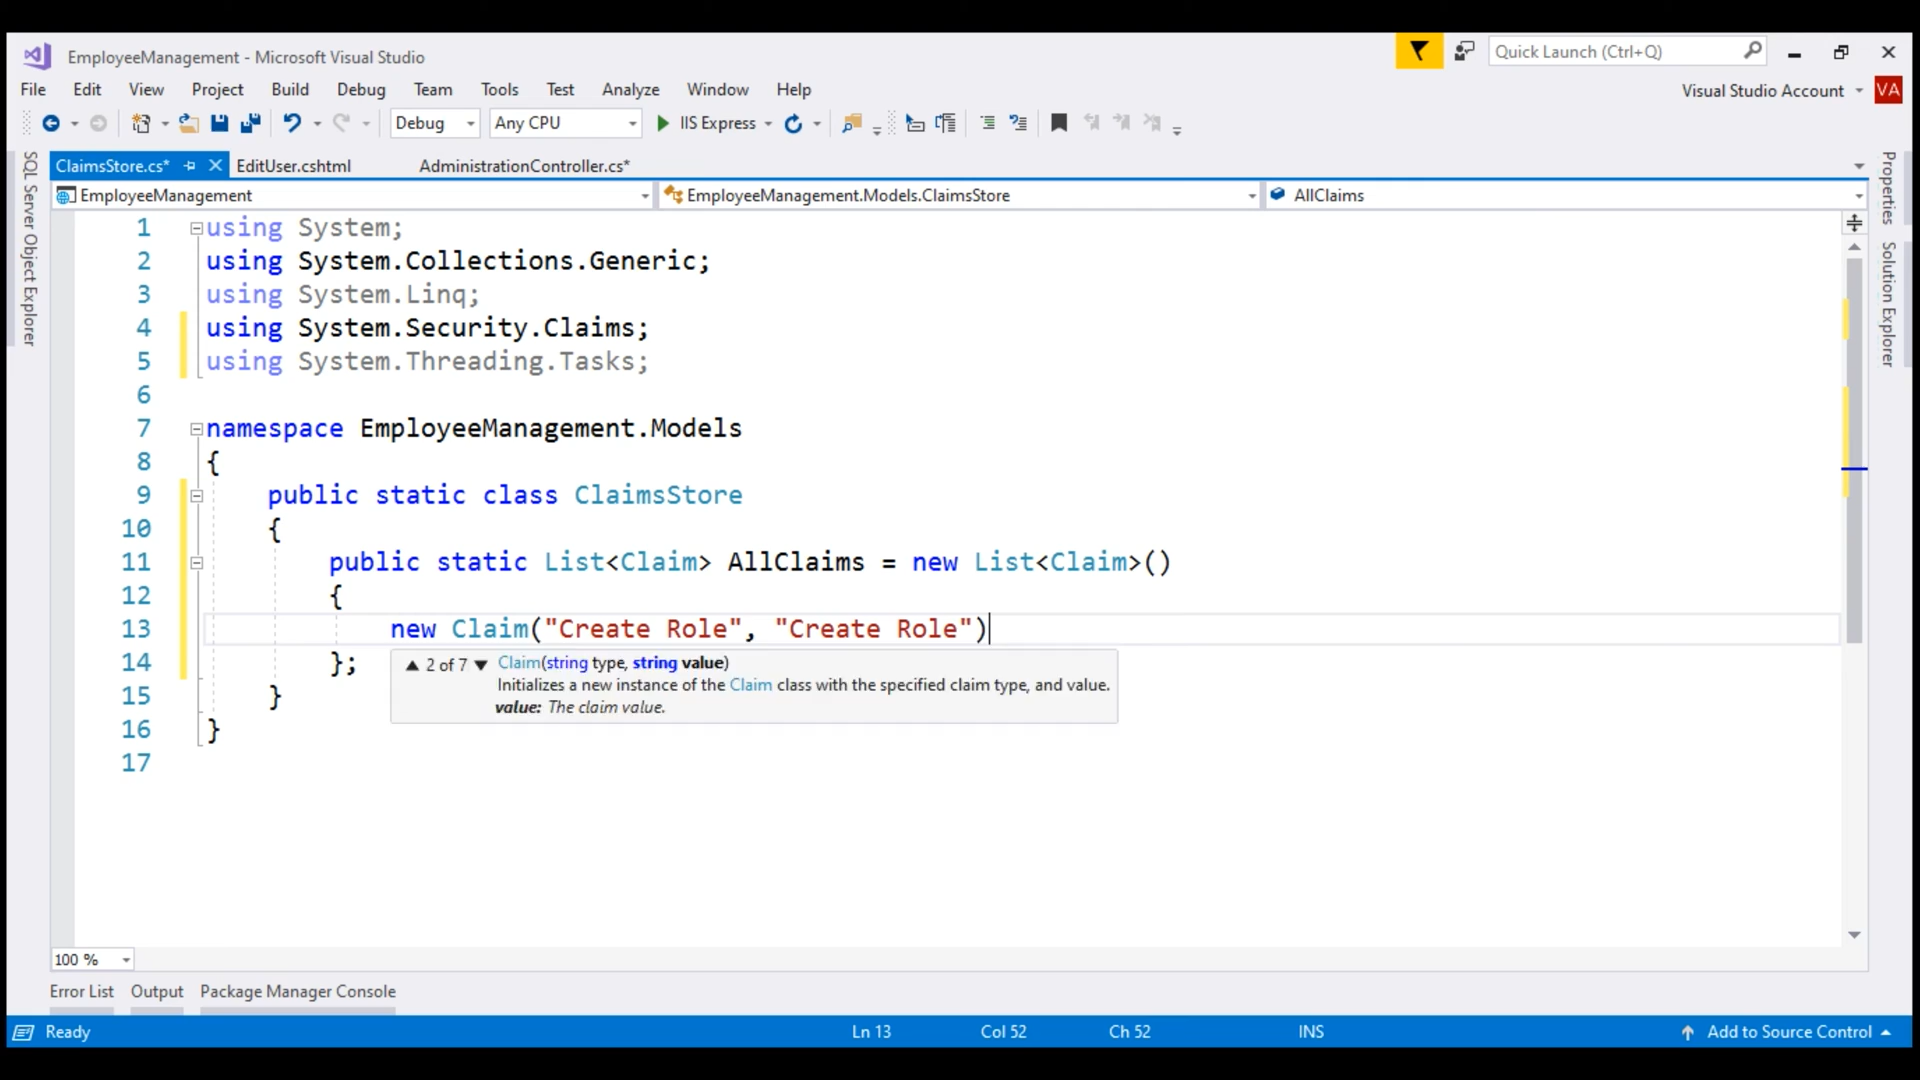 EmployeeManagement - Microsoft Visual Studio
Quick Launch (Ctrl+Q)
File Edit View Project Build Debug Team Tools Test Analyze Window Help
Visual Studio Account VA
Debug Any CPU IIS Express
ClaimsStore.cs* EditUser.cshtml AdministrationController.cs*
EmployeeManagement EmployeeManagement.Models.ClaimsStore AllClaims
SQL Server Object Explorer
Properties
Solution Explorer
1 using System;
2 using System.Collections.Generic;
3 using System.Linq;
4 using System.Security.Claims;
5 using System.Threading.Tasks;
6
7 namespace EmployeeManagement.Models
8 {
9 public static class ClaimsStore
10 {
11 public static List<Claim> AllClaims = new List<Claim>()
12 {
13 new Claim("Create Role", "Create Role")
14 };
▲ 2 of 7 ▼ Claim(string type, string value)
Initializes a new instance of the Claim class with the specified claim type, and value.
value: The claim value.
15 }
16 }
17
100 %
Error List Output Package Manager Console
Ready Ln 13 Col 52 Ch 52 INS Add to Source Control